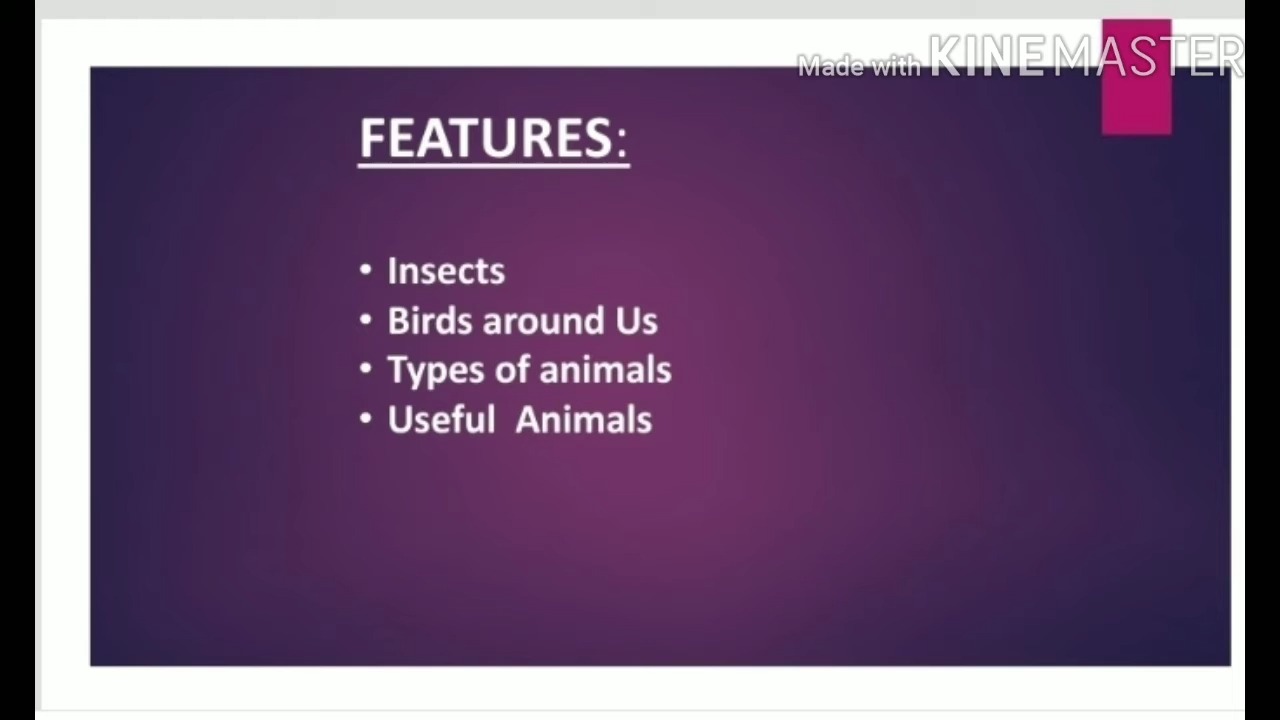 Made with KINEMASTER
FEATURES:
• Insects
• Birds around Us
• Types of animals
• Useful  Animals